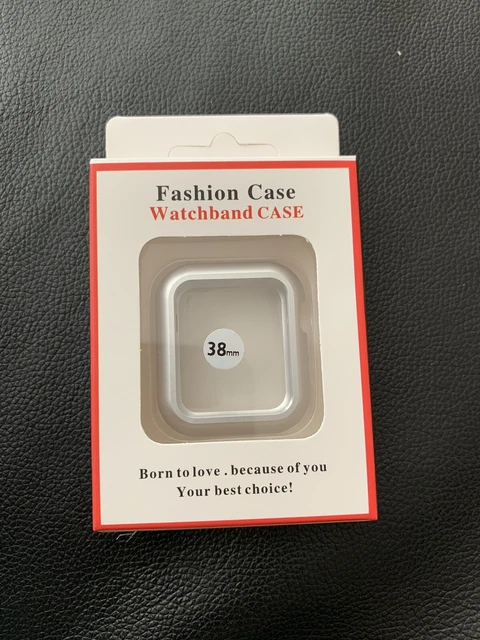 Fashion Case
Watchband CASE
38mm
Born to love . because of you
Your best choice!